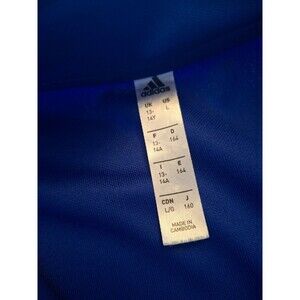 adidas
UK US
13- L
14Y
F D
13- 164
14A
I E
13- 164
14A
CDN J
L/G 160
MADE IN
CAMBODIA